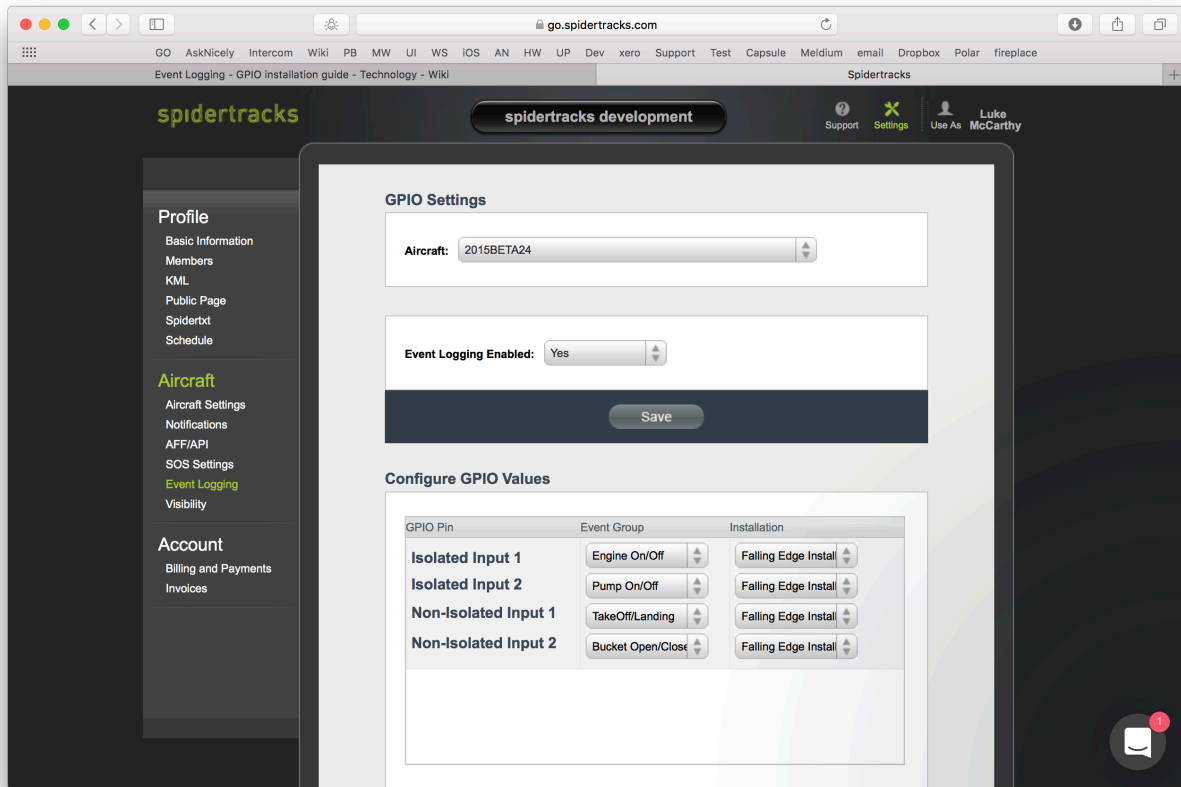 go.spidertracks.com
GO AskNicely Intercom Wiki PB MW UI WS iOS AN HW UP Dev xero Support Test Capsule Meldium email Dropbox Polar fireplace
Event Logging - GPIO installation guide - Technology - Wiki
Spidertracks
spidertracks
spidertracks development
Support
Settings
Use As
Luke
McCarthy
Profile
Basic Information
Members
KML
Public Page
Spidertxt
Schedule
Aircraft
Aircraft Settings
Notifications
AFF/API
SOS Settings
Event Logging
Visibility
Account
Billing and Payments
Invoices
GPIO Settings
Aircraft: 2015BETA24
Event Logging Enabled: Yes
Save
Configure GPIO Values
GPIO Pin Event Group Installation
Isolated Input 1 Engine On/Off Falling Edge Install
Isolated Input 2 Pump On/Off Falling Edge Install
Non-Isolated Input 1 TakeOff/Landing Falling Edge Install
Non-Isolated Input 2 Bucket Open/Close Falling Edge Install
1